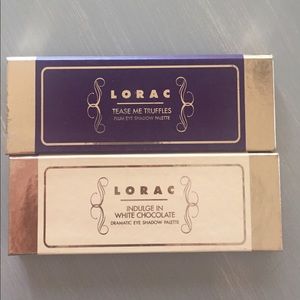 LORAC
TEASE ME TRUFFLES
PLUM EYE SHADOW PALETTE
LORAC
INDULGE IN
WHITE CHOCOLATE
DRAMATIC EYE SHADOW PALETTE